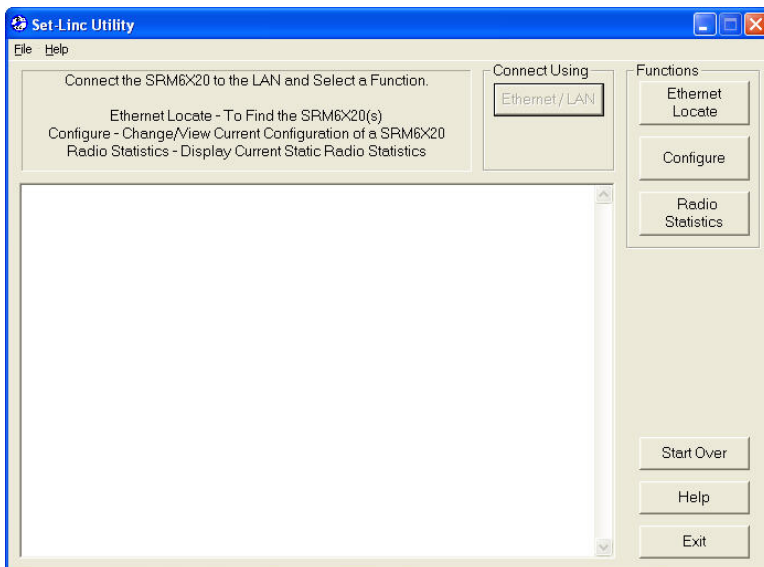 Set-Linc Utility
File Help
Connect the SRM6X20 to the LAN and Select a Function.
Ethernet Locate - To Find the SRM6X20(s)
Configure - Change/View Current Configuration of a SRM6X20
Radio Statistics - Display Current Static Radio Statistics
Connect Using
Ethernet/LAN
Functions
Ethernet
Locate
Configure
Radio
Statistics
Start Over
Help
Exit